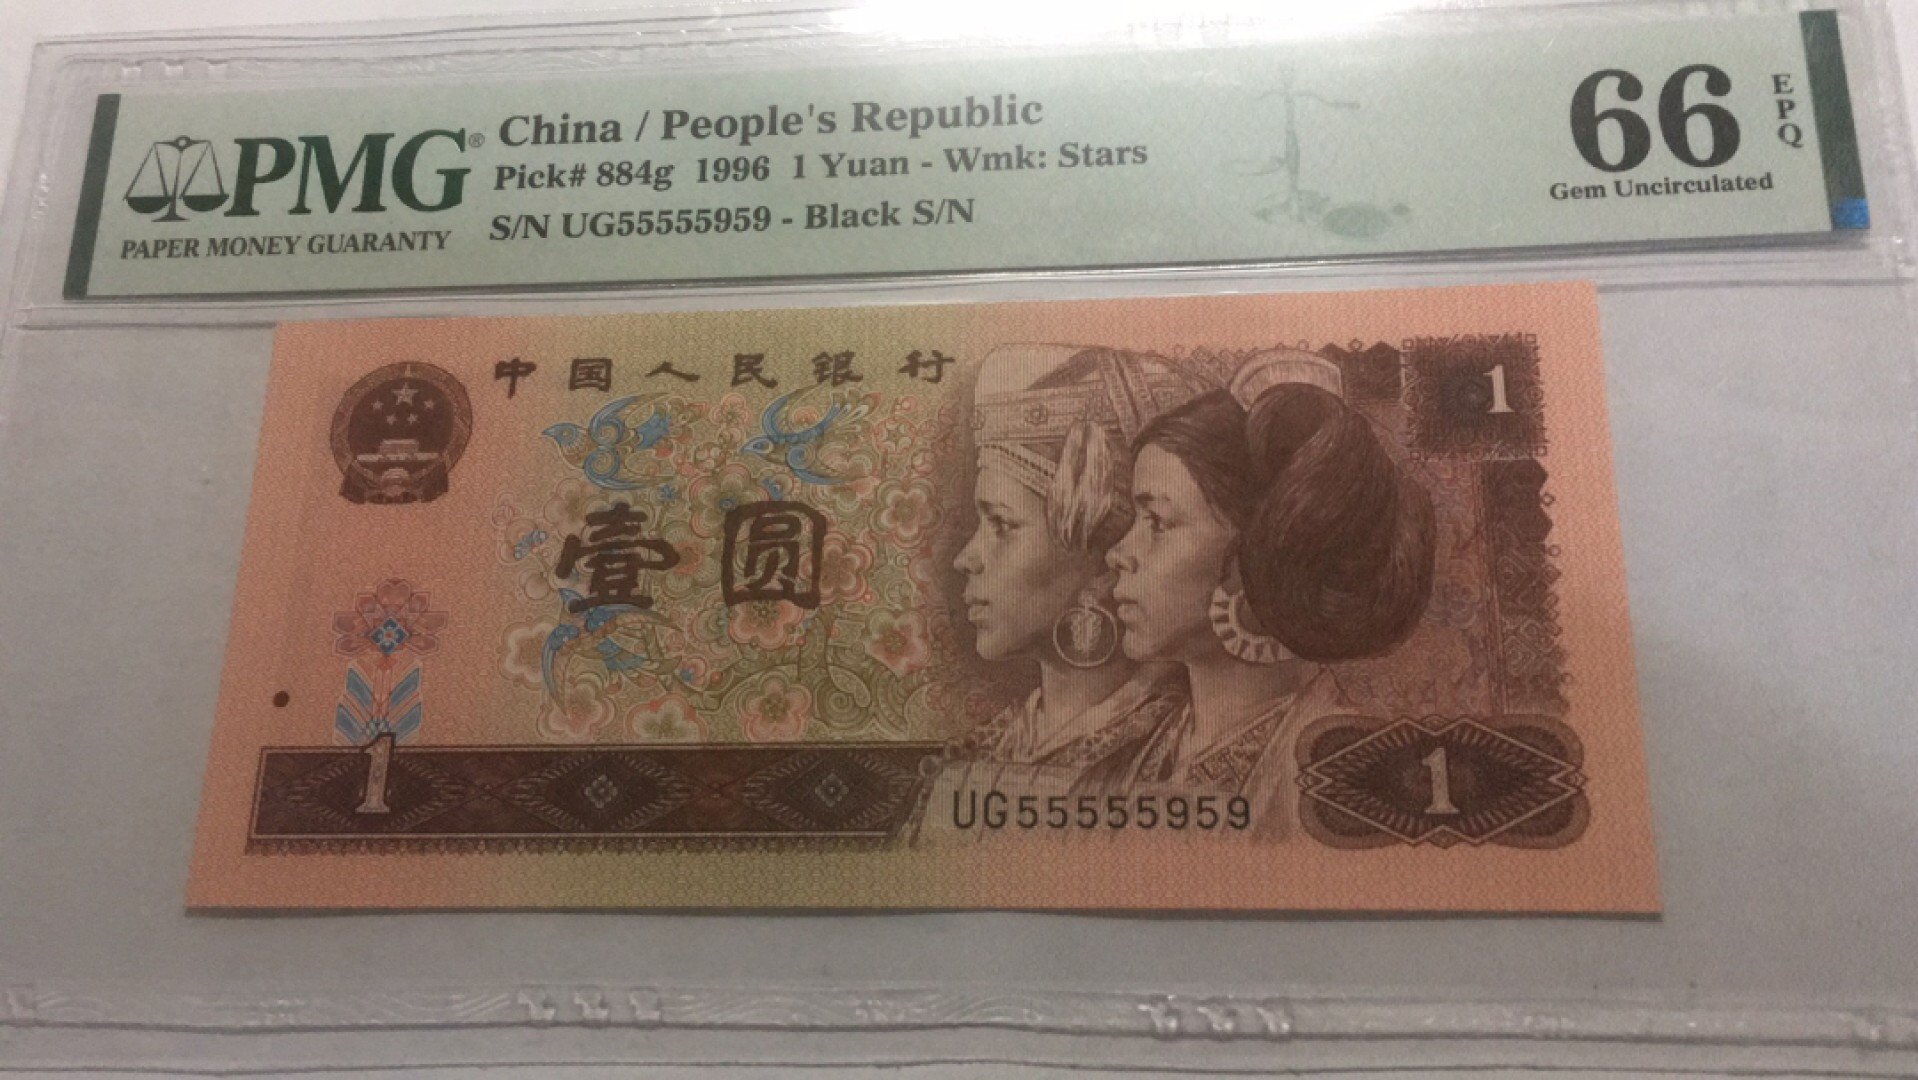 PMG®
PAPER MONEY GUARANTY
China / People's Republic
Pick# 884g 1996 1 Yuan - Wmk: Stars
S/N UG55555959 - Black S/N
66
EPQ
Gem Uncirculated
中国人民银行
1
壹圆
1
UG55555959
1